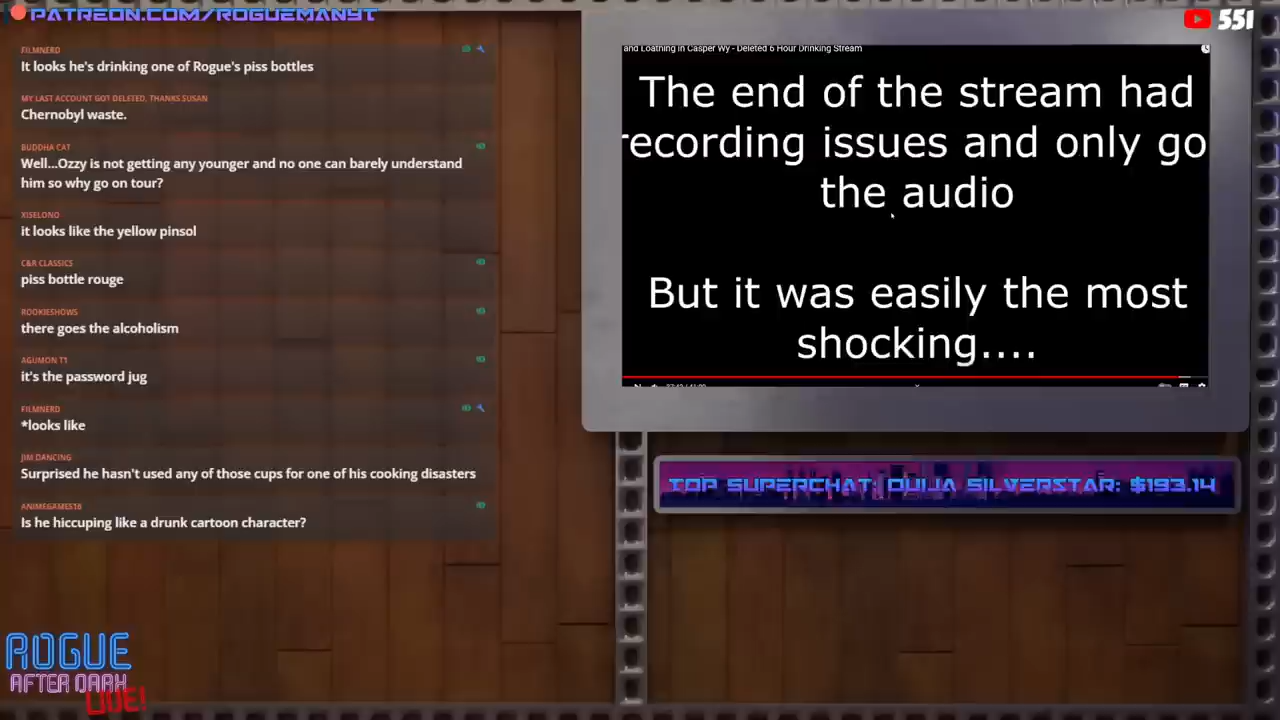 PATREON.COM/ROGUEMANYT
551
FILMNERD
It looks he's drinking one of Rogue's piss bottles
MY LAST ACCOUNT GOT DELETED, THANKS SUSAN
Chernobyl waste.
BUDDHA CAT
Well...Ozzy is not getting any younger and no one can barely understand
him so why go on tour?
XISELONO
it looks like the yellow pinsol
C&R CLASSICS
piss bottle rouge
ROOKIESHOWS
there goes the alcoholism
AGUMON T1
it's the password jug
FILMNERD
*looks like
JIM DANCING
Surprised he hasn't used any of those cups for one of his cooking disasters
ANIMEGAMES16
Is he hiccuping like a drunk cartoon character?
and Loathning in Casper Wy - Deleted 6 Hour Drinking Stream
The end of the stream had
recording issues and only go
the audio
But it was easily the most
shocking....
TOP SUPERCHAT: OUIJA SILVERSTAR: $193.14
ROGUE
AFTER DARK
LIVE!